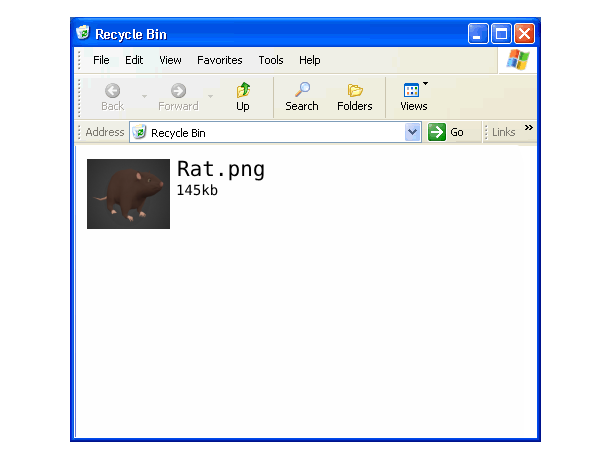 Recycle Bin
File Edit View Favorites Tools Help
Back Forward Up Search Folders Views
Address Recycle Bin Go Links »
Rat.png
145kb